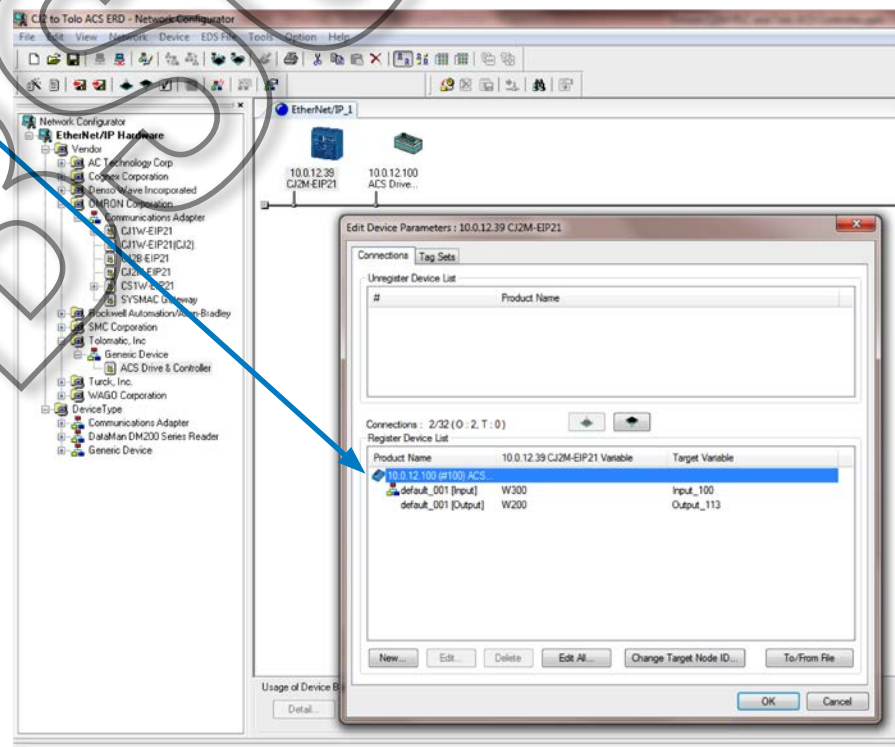 CJ2 to Tolo ACS ERD - Network Configurator
File Edit View Network Device EDS File Tools Option Help
EtherNet/IP_1
Network Configurator
EtherNet/IP Hardware
Vendor
AC Technology Corp
Cognex Corporation
Denso Wave Incorporated
OMRON Corporation
Communications Adapter
CJ1W-EIP21
CJ1W-EIP21(CJ2)
CJ2B-EIP21
CJ2M-EIP21
CS1W-EIP21
SYSMAC Gateway
Rockwell Automation/Allen-Bradley
SMC Corporation
Tolomatic, Inc
Generic Device
ACS Drive & Controller
Turck, Inc.
WAGO Corporation
DeviceType
Communications Adapter
DataMan DM200 Series Reader
Generic Device
10.0.12.39
CJ2M-EIP21
10.0.12.100
ACS Drive...
Edit Device Parameters : 10.0.12.39 CJ2M-EIP21
Connections Tag Sets
Unregister Device List
# Product Name
Connections : 2/32 (O : 2, T : 0)
Register Device List
Product Name 10.0.12.39 CJ2M-EIP21 Variable Target Variable
10.0.12.100 (#100) ACS...
default_001 [Input] W300 Input_100
default_001 [Output] W200 Output_113
New... Edit... Delete Edit All... Change Target Node ID... To/From File
OK Cancel
Usage of Device B
Detail...